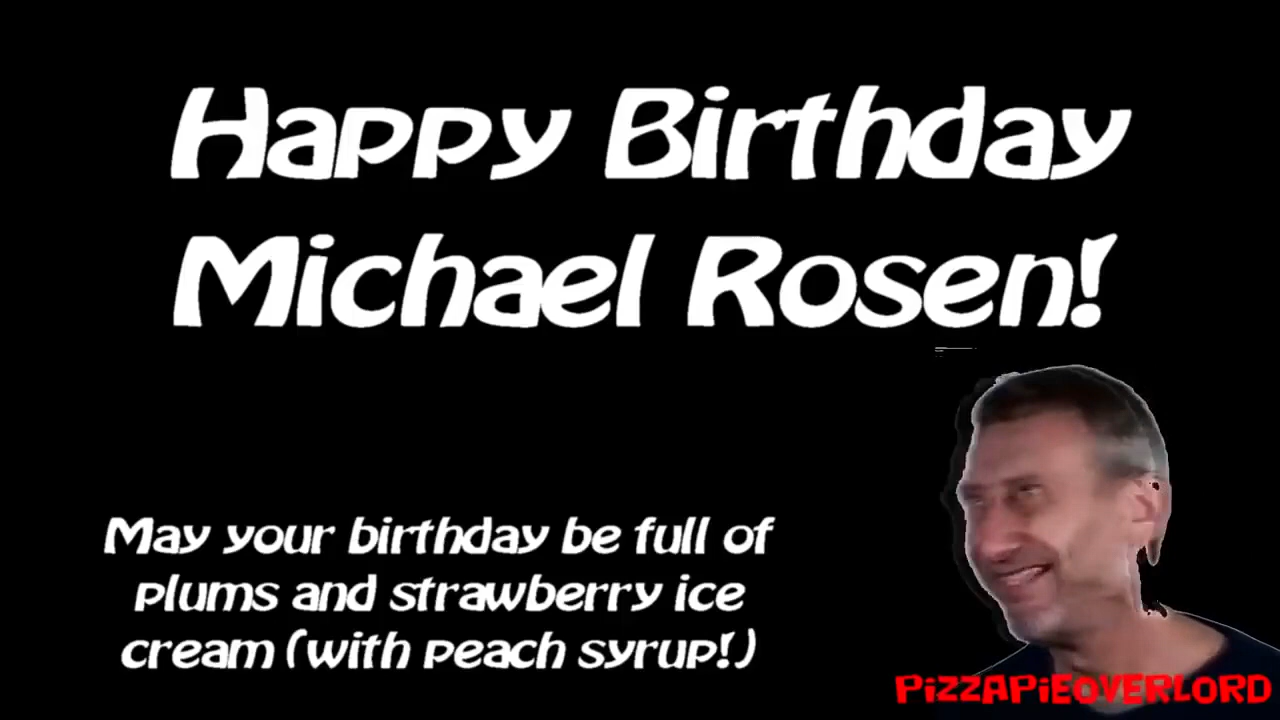 Happy Birthday
Michael Rosen!
May your birthday be full of
plums and strawberry ice
cream (with peach syrup!)
PiZZAPiEOVERLORD